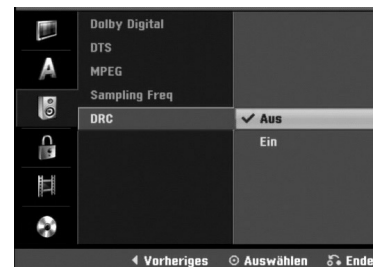 Dolby Digital
DTS
MPEG
Sampling Freq
DRC
Aus
Ein
Vorheriges Auswählen Ende
A